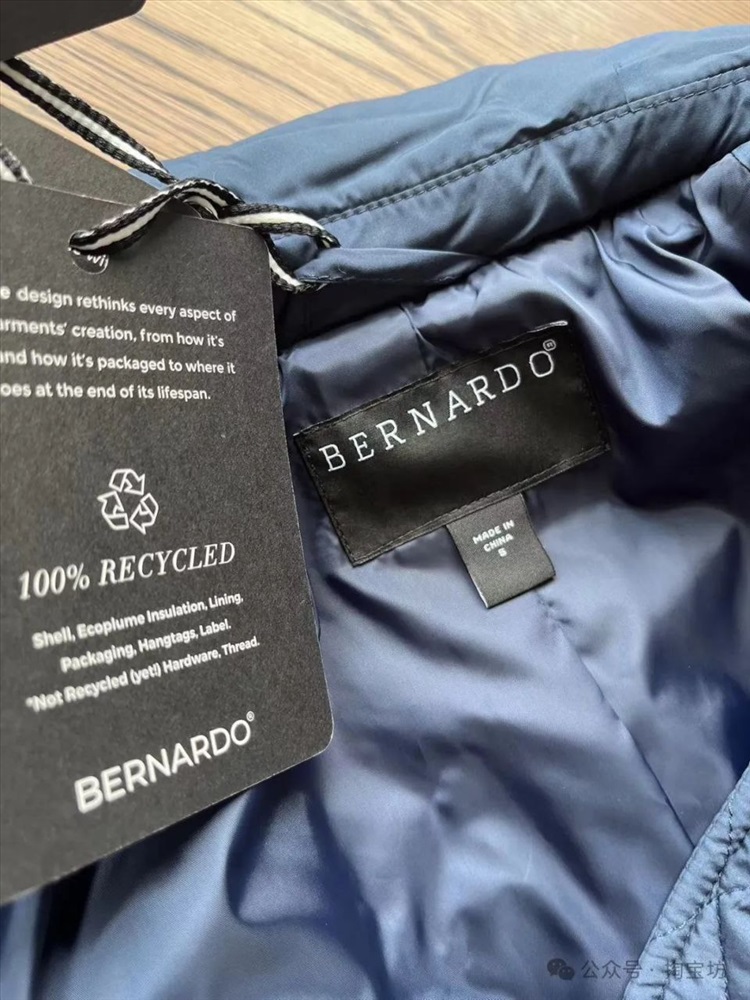 e design rethinks every aspect of
arments' creation, from how it's
and how it's packaged to where it
oes at the end of its lifespan.
100% RECYCLED
Shell, Ecoplume Insulation, Lining,
Packaging, Hangtags, Label.
*Not Recycled (yet!) Hardware, Thread.
BERNARDO®
BERNARDO®
MADE IN
CHINA
S
公众号 · 淘宝坊